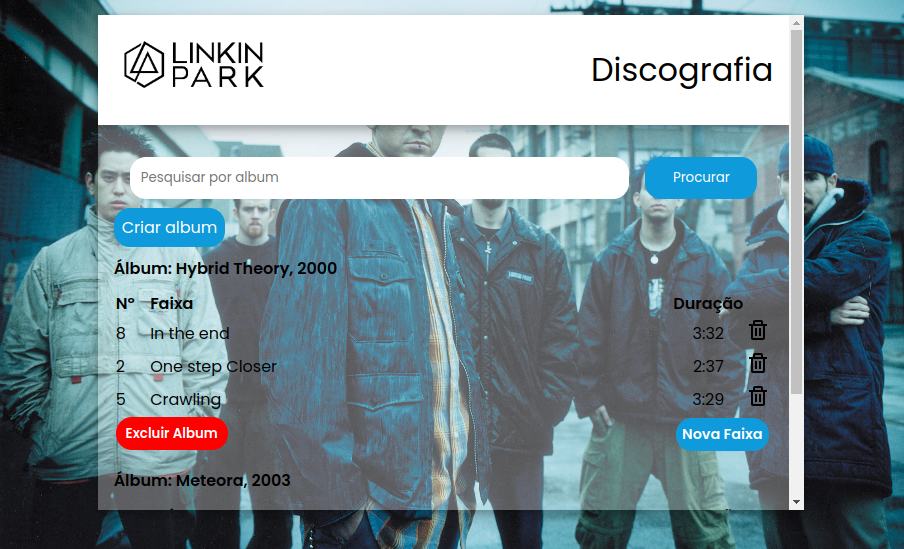 LINKIN
PARK
Discografia
Pesquisar por album
Procurar
Criar album
Álbum: Hybrid Theory, 2000
Nº Faixa Duração
8 In the end 3:32
2 One step Closer 2:37
5 Crawling 3:29
Excluir Album Nova Faixa
Álbum: Meteora, 2003